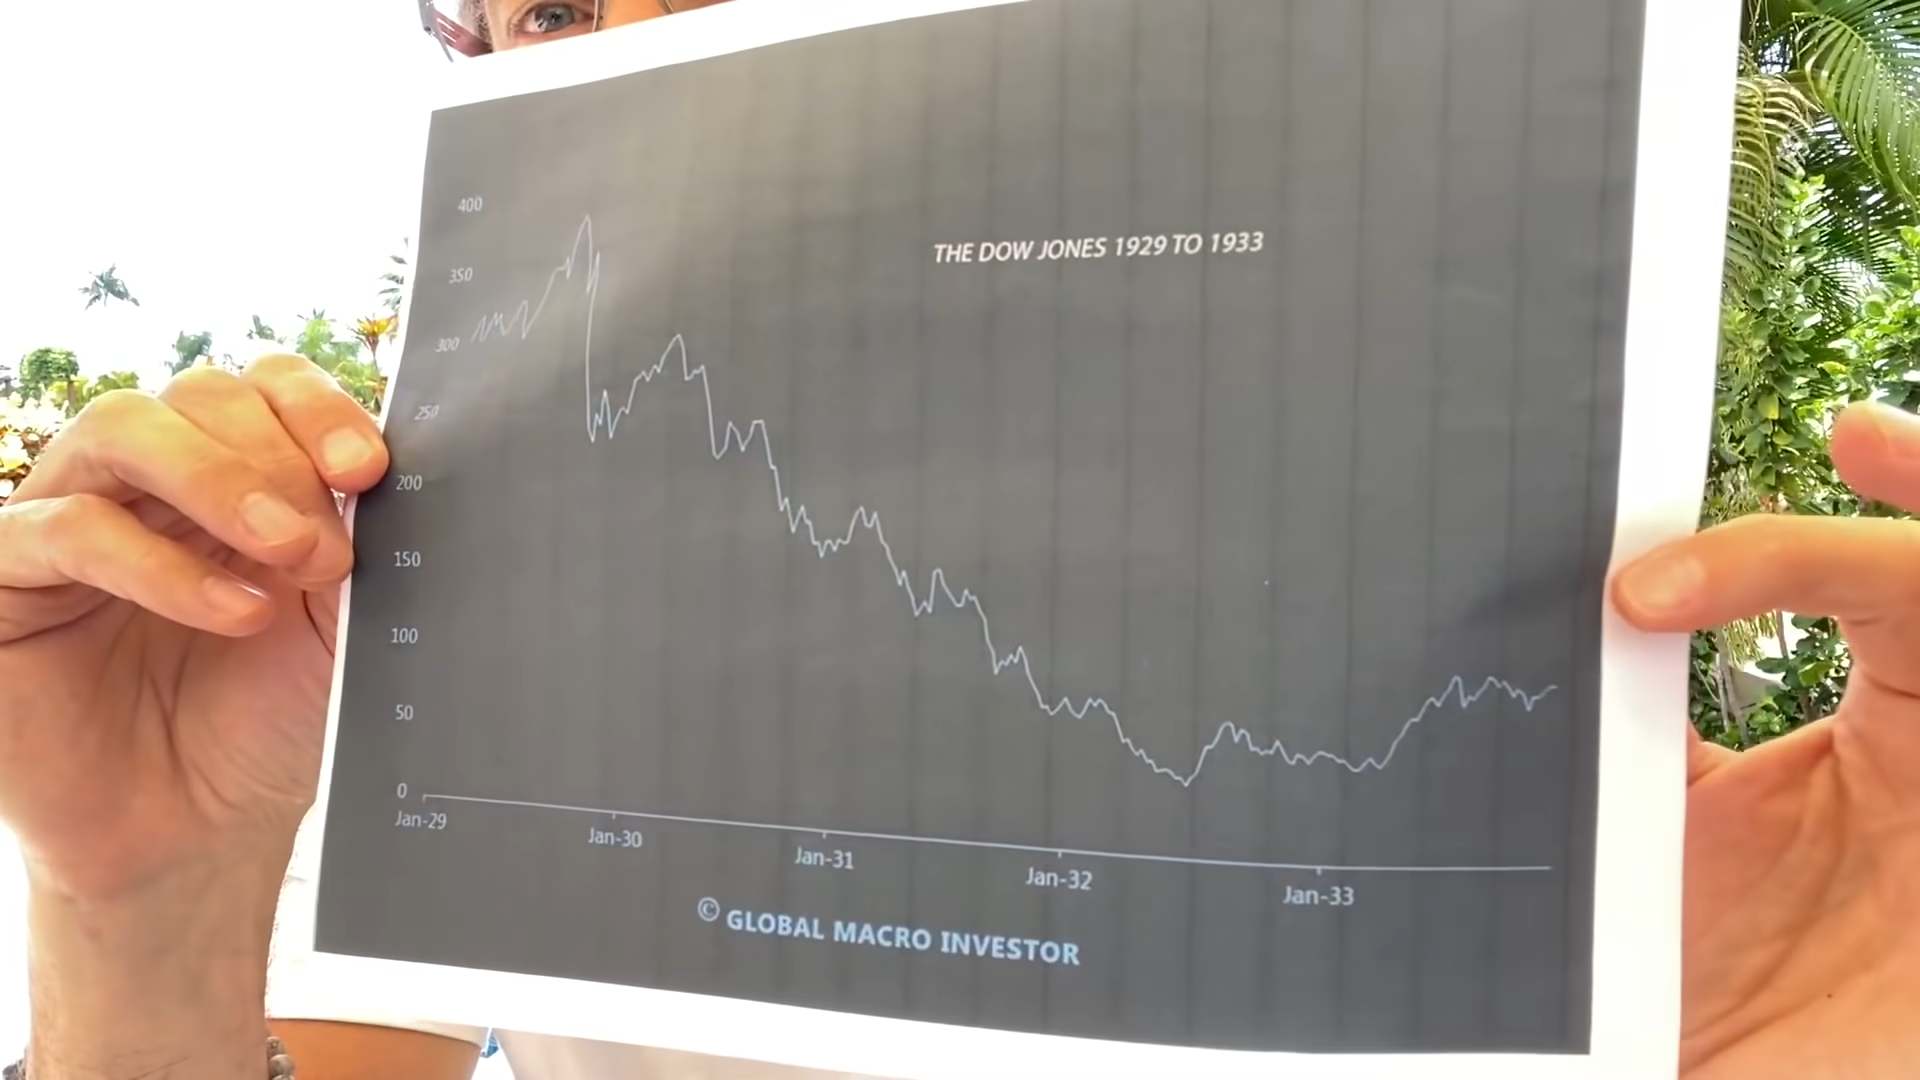 THE DOW JONES 1929 TO 1933
400
350
300
250
200
150
100
50
0
Jan-29
Jan-30
Jan-31
Jan-32
Jan-33
© GLOBAL MACRO INVESTOR